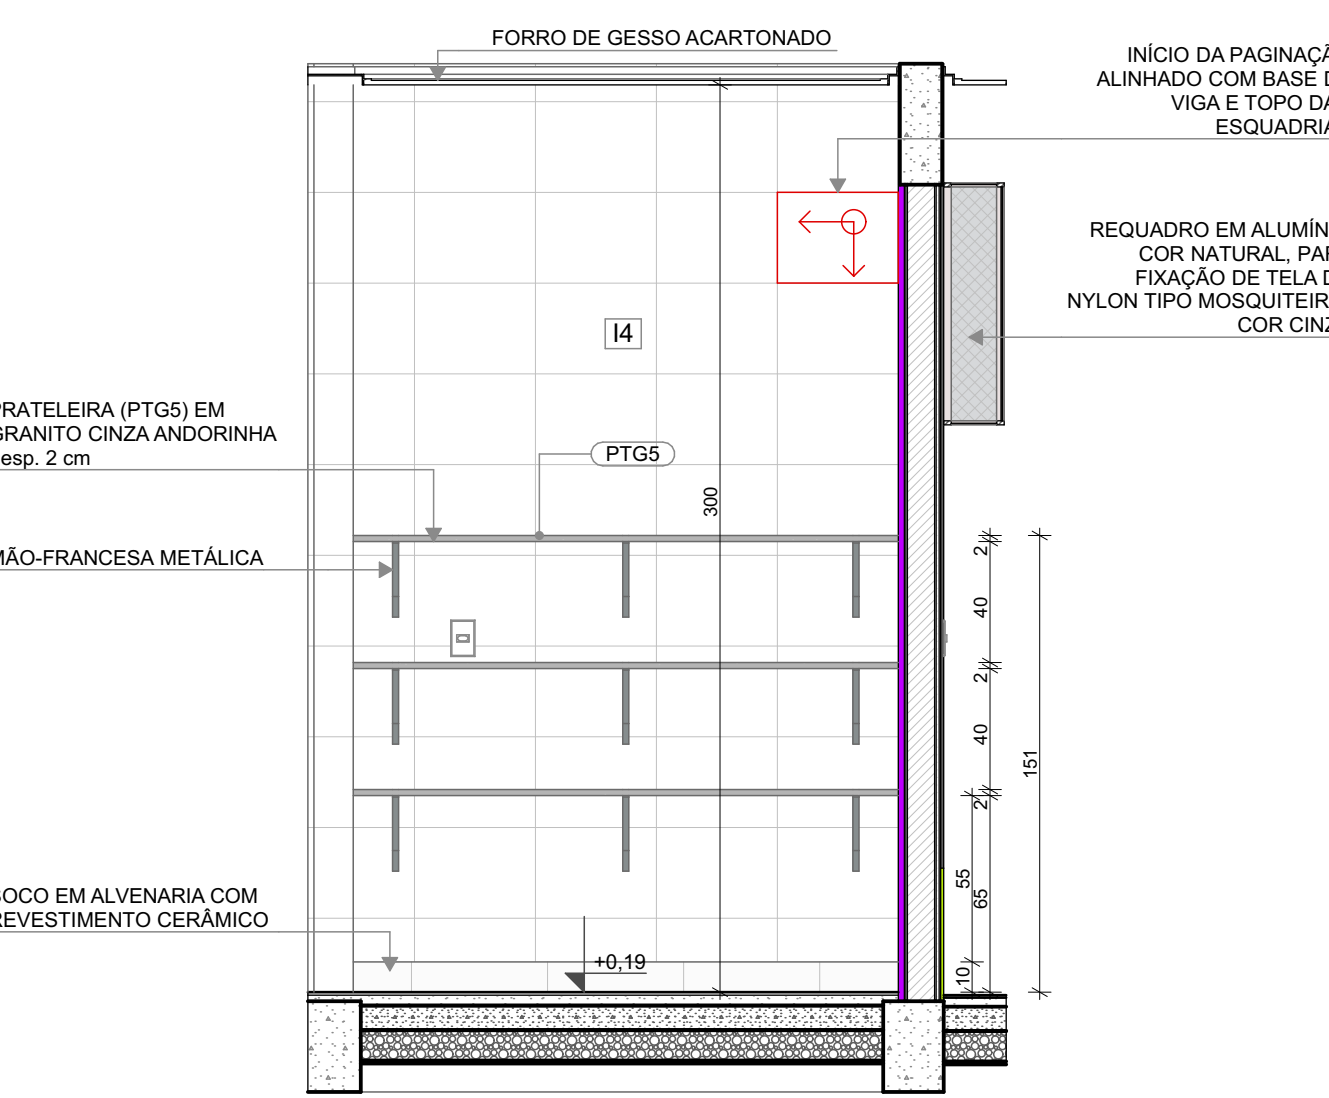 FORRO DE GESSO ACARTONADO
INÍCIO DA PAGINAÇÃ
ALINHADO COM BASE D
VIGA E TOPO DA
ESQUADRIA
REQUADRO EM ALUMÍN
COR NATURAL, PAR
FIXAÇÃO DE TELA D
NYLON TIPO MOSQUITEIR
COR CINZ
I4
PRATELEIRA (PTG5) EM
GRANITO CINZA ANDORINHA
esp. 2 cm
PTG5
300
MÃO-FRANCESA METÁLICA
2
40
2
40
2
151
55
65
10
SOCO EM ALVENARIA COM
REVESTIMENTO CERÂMICO
+0,19